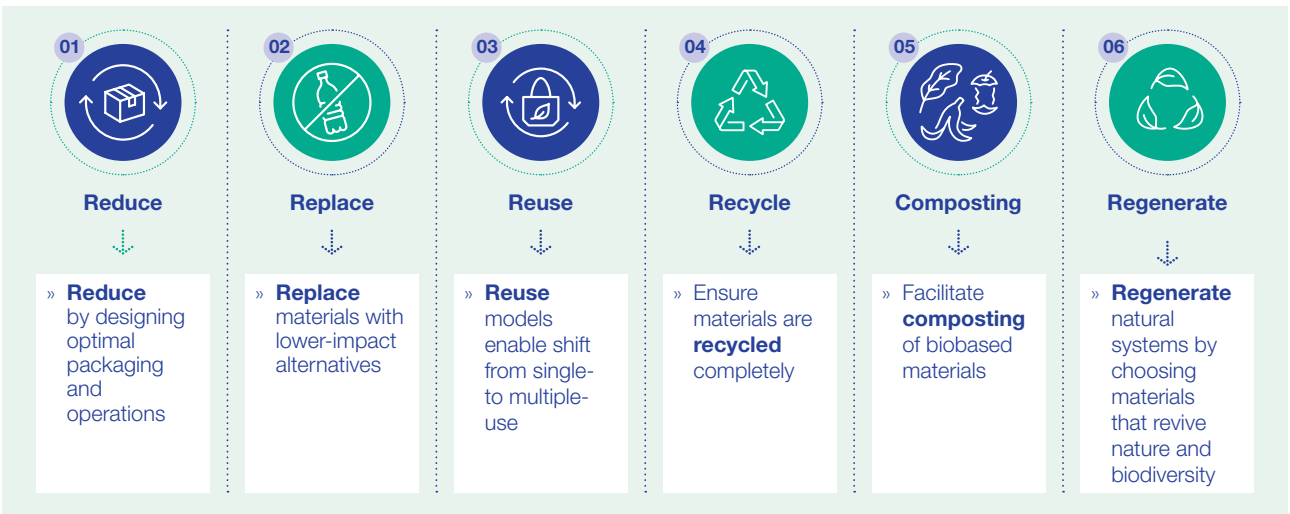 01
Reduce
» Reduce
by designing
optimal
packaging
and
operations
02
Replace
» Replace
materials with
lower-impact
alternatives
03
Reuse
» Reuse
models
enable shift
from single-
to multiple-
use
04
Recycle
» Ensure
materials are
recycled
completely
05
Composting
» Facilitate
composting
of biobased
materials
06
Regenerate
» Regenerate
natural
systems by
choosing
materials
that revive
nature and
biodiversity